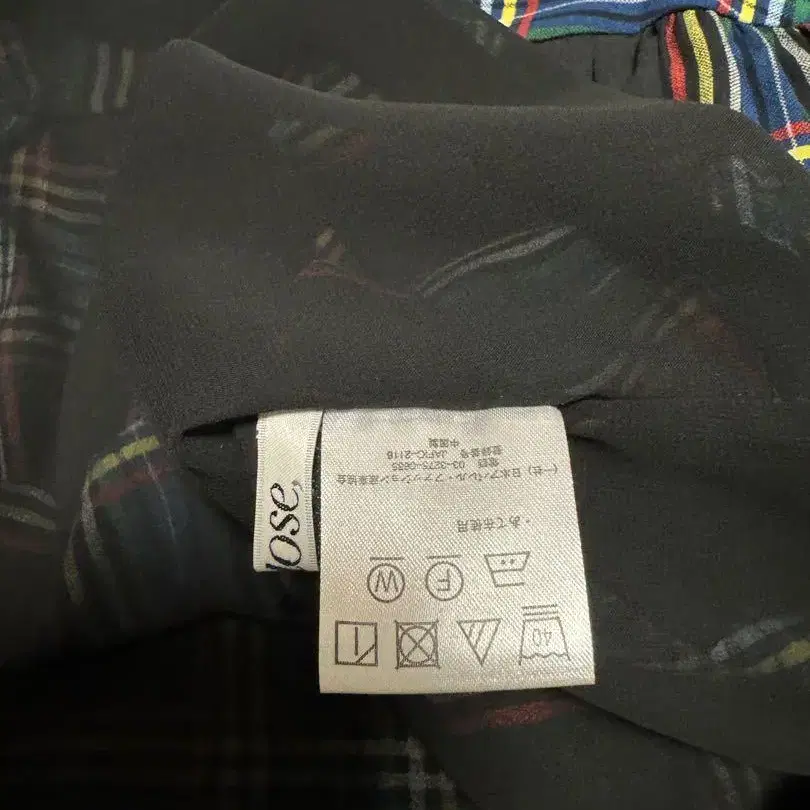 40
F W
・あて布使用
(一社) 日本アパレル・ファッション産業協会
電話 03-3275-0685
登録番号 JAFIC-2116
中国製